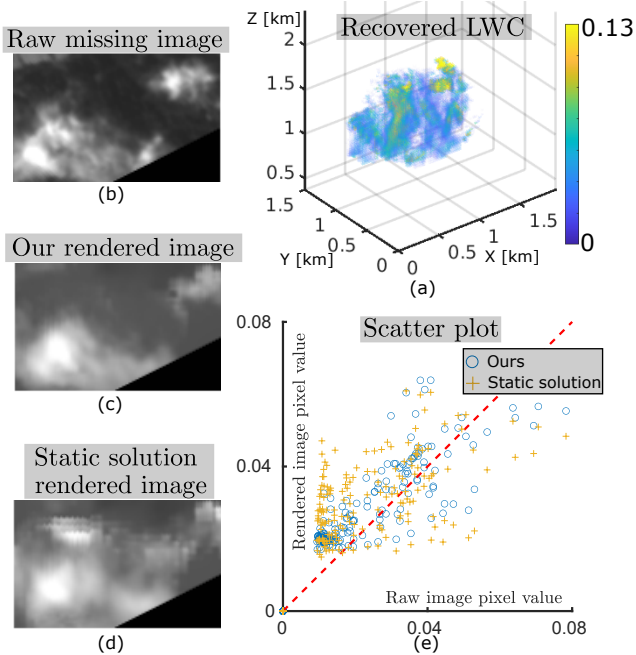 Raw missing image
(b)
Our rendered image
(c)
Static solution
rendered image
(d)
Z [km]
Recovered LWC
0.13
0
2
1.5
1
0.5
1.5
1
0.5
0
Y [km]
0
0.5
1
1.5
X [km]
(a)
Scatter plot
0.08
0.04
0
Rendered image pixel value
Ours
Static solution
Raw image pixel value
0
0.04
0.08
(e)